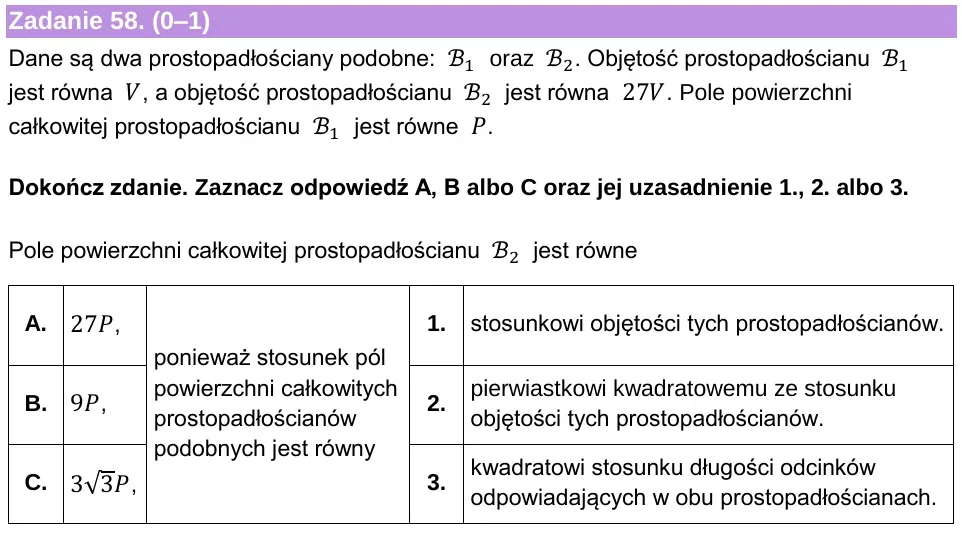 Zadanie 58. (0–1)
Dane są dwa prostopadłościany podobne: ℬ₁ oraz ℬ₂. Objętość prostopadłościanu ℬ₁
jest równa V, a objętość prostopadłościanu ℬ₂ jest równa 27V. Pole powierzchni
całkowitej prostopadłościanu ℬ₁ jest równe P.
Dokończ zdanie. Zaznacz odpowiedź A, B albo C oraz jej uzasadnienie 1., 2. albo 3.
Pole powierzchni całkowitej prostopadłościanu ℬ₂ jest równe
A. 27P,
B. 9P,
C. 3√3P,
ponieważ stosunek pól
powierzchni całkowitych
prostopadłościanów
podobnych jest równy
1. stosunkowi objętości tych prostopadłościanów.
2. pierwiastkowi kwadratowemu ze stosunku
objętości tych prostopadłościanów.
3. kwadratowi stosunku długości odcinków
odpowiadających w obu prostopadłościanach.